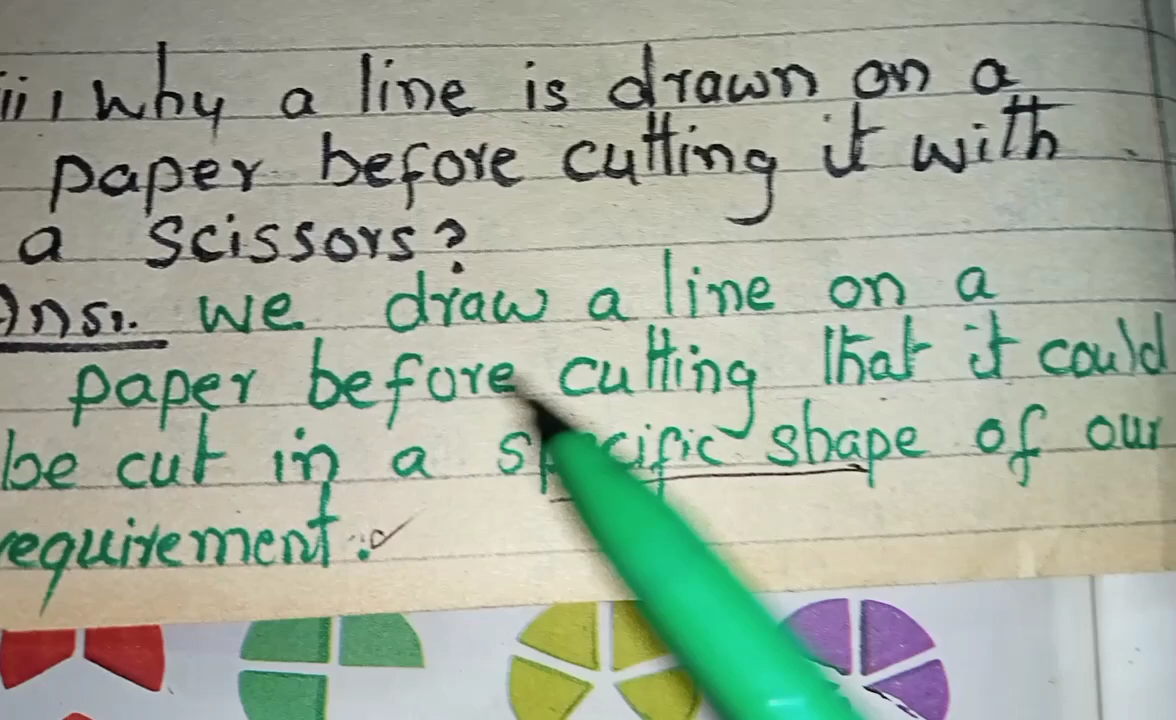 ii, why a line is drawn on a
paper before cutting it with
a scissors?
Ans:. we draw a line on a
paper before cutting that it could
be cut in a specific shape of our
requirement.